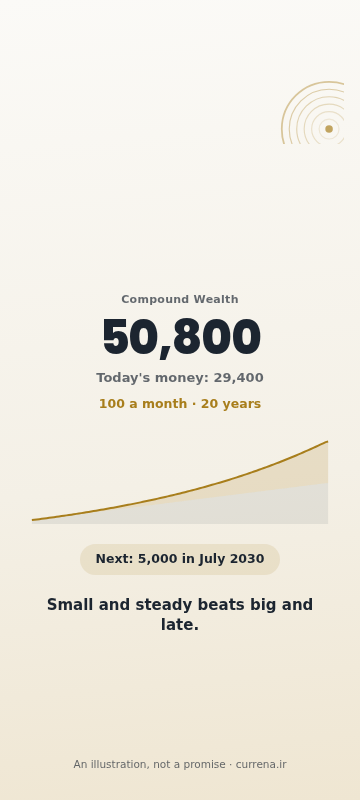 Compound Wealth
50,800
Today's money: 29,400
100 a month · 20 years
Next: 5,000 in July 2030
Small and steady beats big and
late.
An illustration, not a promise · currena.ir